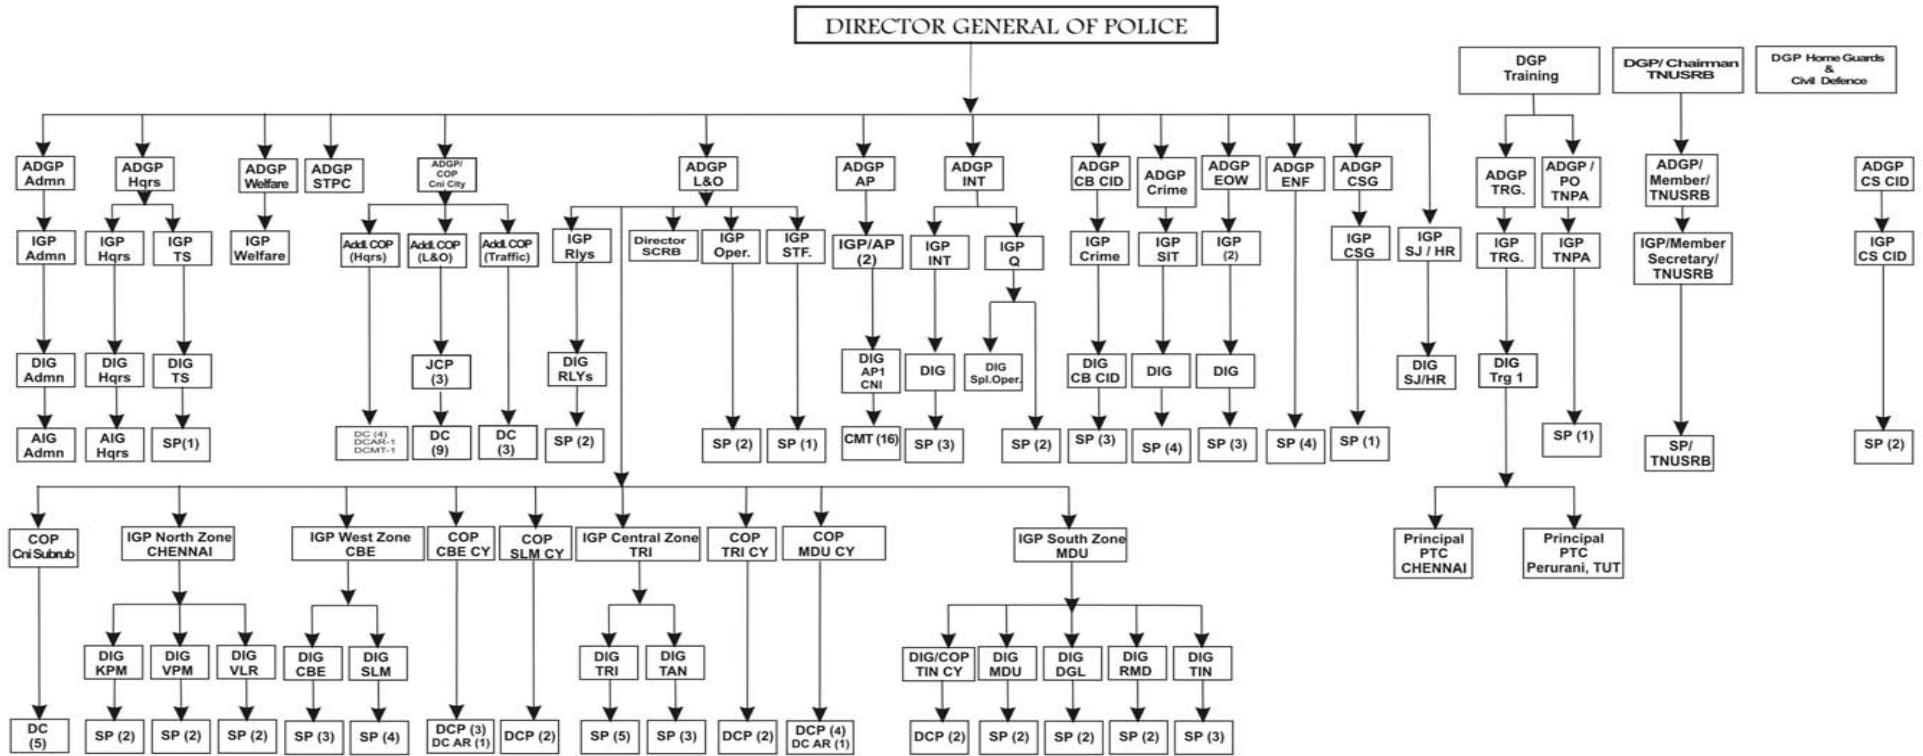 DIRECTOR GENERAL OF POLICE
DGP
Training
DGP/ Chairman
TNUSRB
DGP Home Guards
&
Civil Defence
ADGP
Admn
ADGP
Hqrs
ADGP
Welfare
ADGP
STPC
ADGP/
COP
Cni City
ADGP
L&O
ADGP
AP
ADGP
INT
ADGP
CB CID
ADGP
Crime
ADGP
EOW
ADGP
ENF
ADGP
CSG
ADGP
TRG.
ADGP /
PO
TNPA
ADGP/
Member/
TNUSRB
ADGP
CS CID
IGP
Admn
IGP
Hqrs
IGP
TS
IGP
Welfare
Addl. COP
(Hqrs)
Addl. COP
(L&O)
Addl. COP
(Traffic)
IGP
Rlys
Director
SCRB
IGP
Oper.
IGP
STF.
IGP/AP
(2)
IGP
INT
IGP
Q
IGP
Crime
IGP
SIT
IGP
(2)
IGP
CSG
IGP
SJ / HR
IGP
TRG.
IGP
TNPA
IGP/Member
Secretary/
TNUSRB
IGP
CS CID
DIG
Admn
DIG
Hqrs
DIG
TS
JCP
(3)
DIG
RLYs
DIG
AP1
CNI
DIG
DIG
Spl.Oper.
DIG
CB CID
DIG
DIG
DIG
SJ/HR
DIG
Trg 1
AIG
Admn
AIG
Hqrs
SP(1)
DC (4)
DCAR-1
DCMT-1
DC
(9)
DC
(3)
SP (2)
SP (2)
SP (1)
CMT (16)
SP (3)
SP (2)
SP (3)
SP (4)
SP (3)
SP (4)
SP (1)
SP (1)
SP/
TNUSRB
SP (2)
COP
Cni Subrub
IGP North Zone
CHENNAI
IGP West Zone
CBE
COP
CBE CY
COP
SLM CY
IGP Central Zone
TRI
COP
TRI CY
COP
MDU CY
IGP South Zone
MDU
Principal
PTC
CHENNAI
Principal
PTC
Perurani, TUT
DIG
KPM
DIG
VPM
DIG
VLR
DIG
CBE
DIG
SLM
DIG
TRI
DIG
TAN
DIG/COP
TIN CY
DIG
MDU
DIG
DGL
DIG
RMD
DIG
TIN
DC
(5)
SP (2)
SP (2)
SP (2)
SP (3)
SP (4)
DCP (3)
DC AR (1)
DCP (2)
SP (5)
SP (3)
DCP (2)
DCP (4)
DC AR (1)
DCP (2)
SP (2)
SP (2)
SP (2)
SP (3)